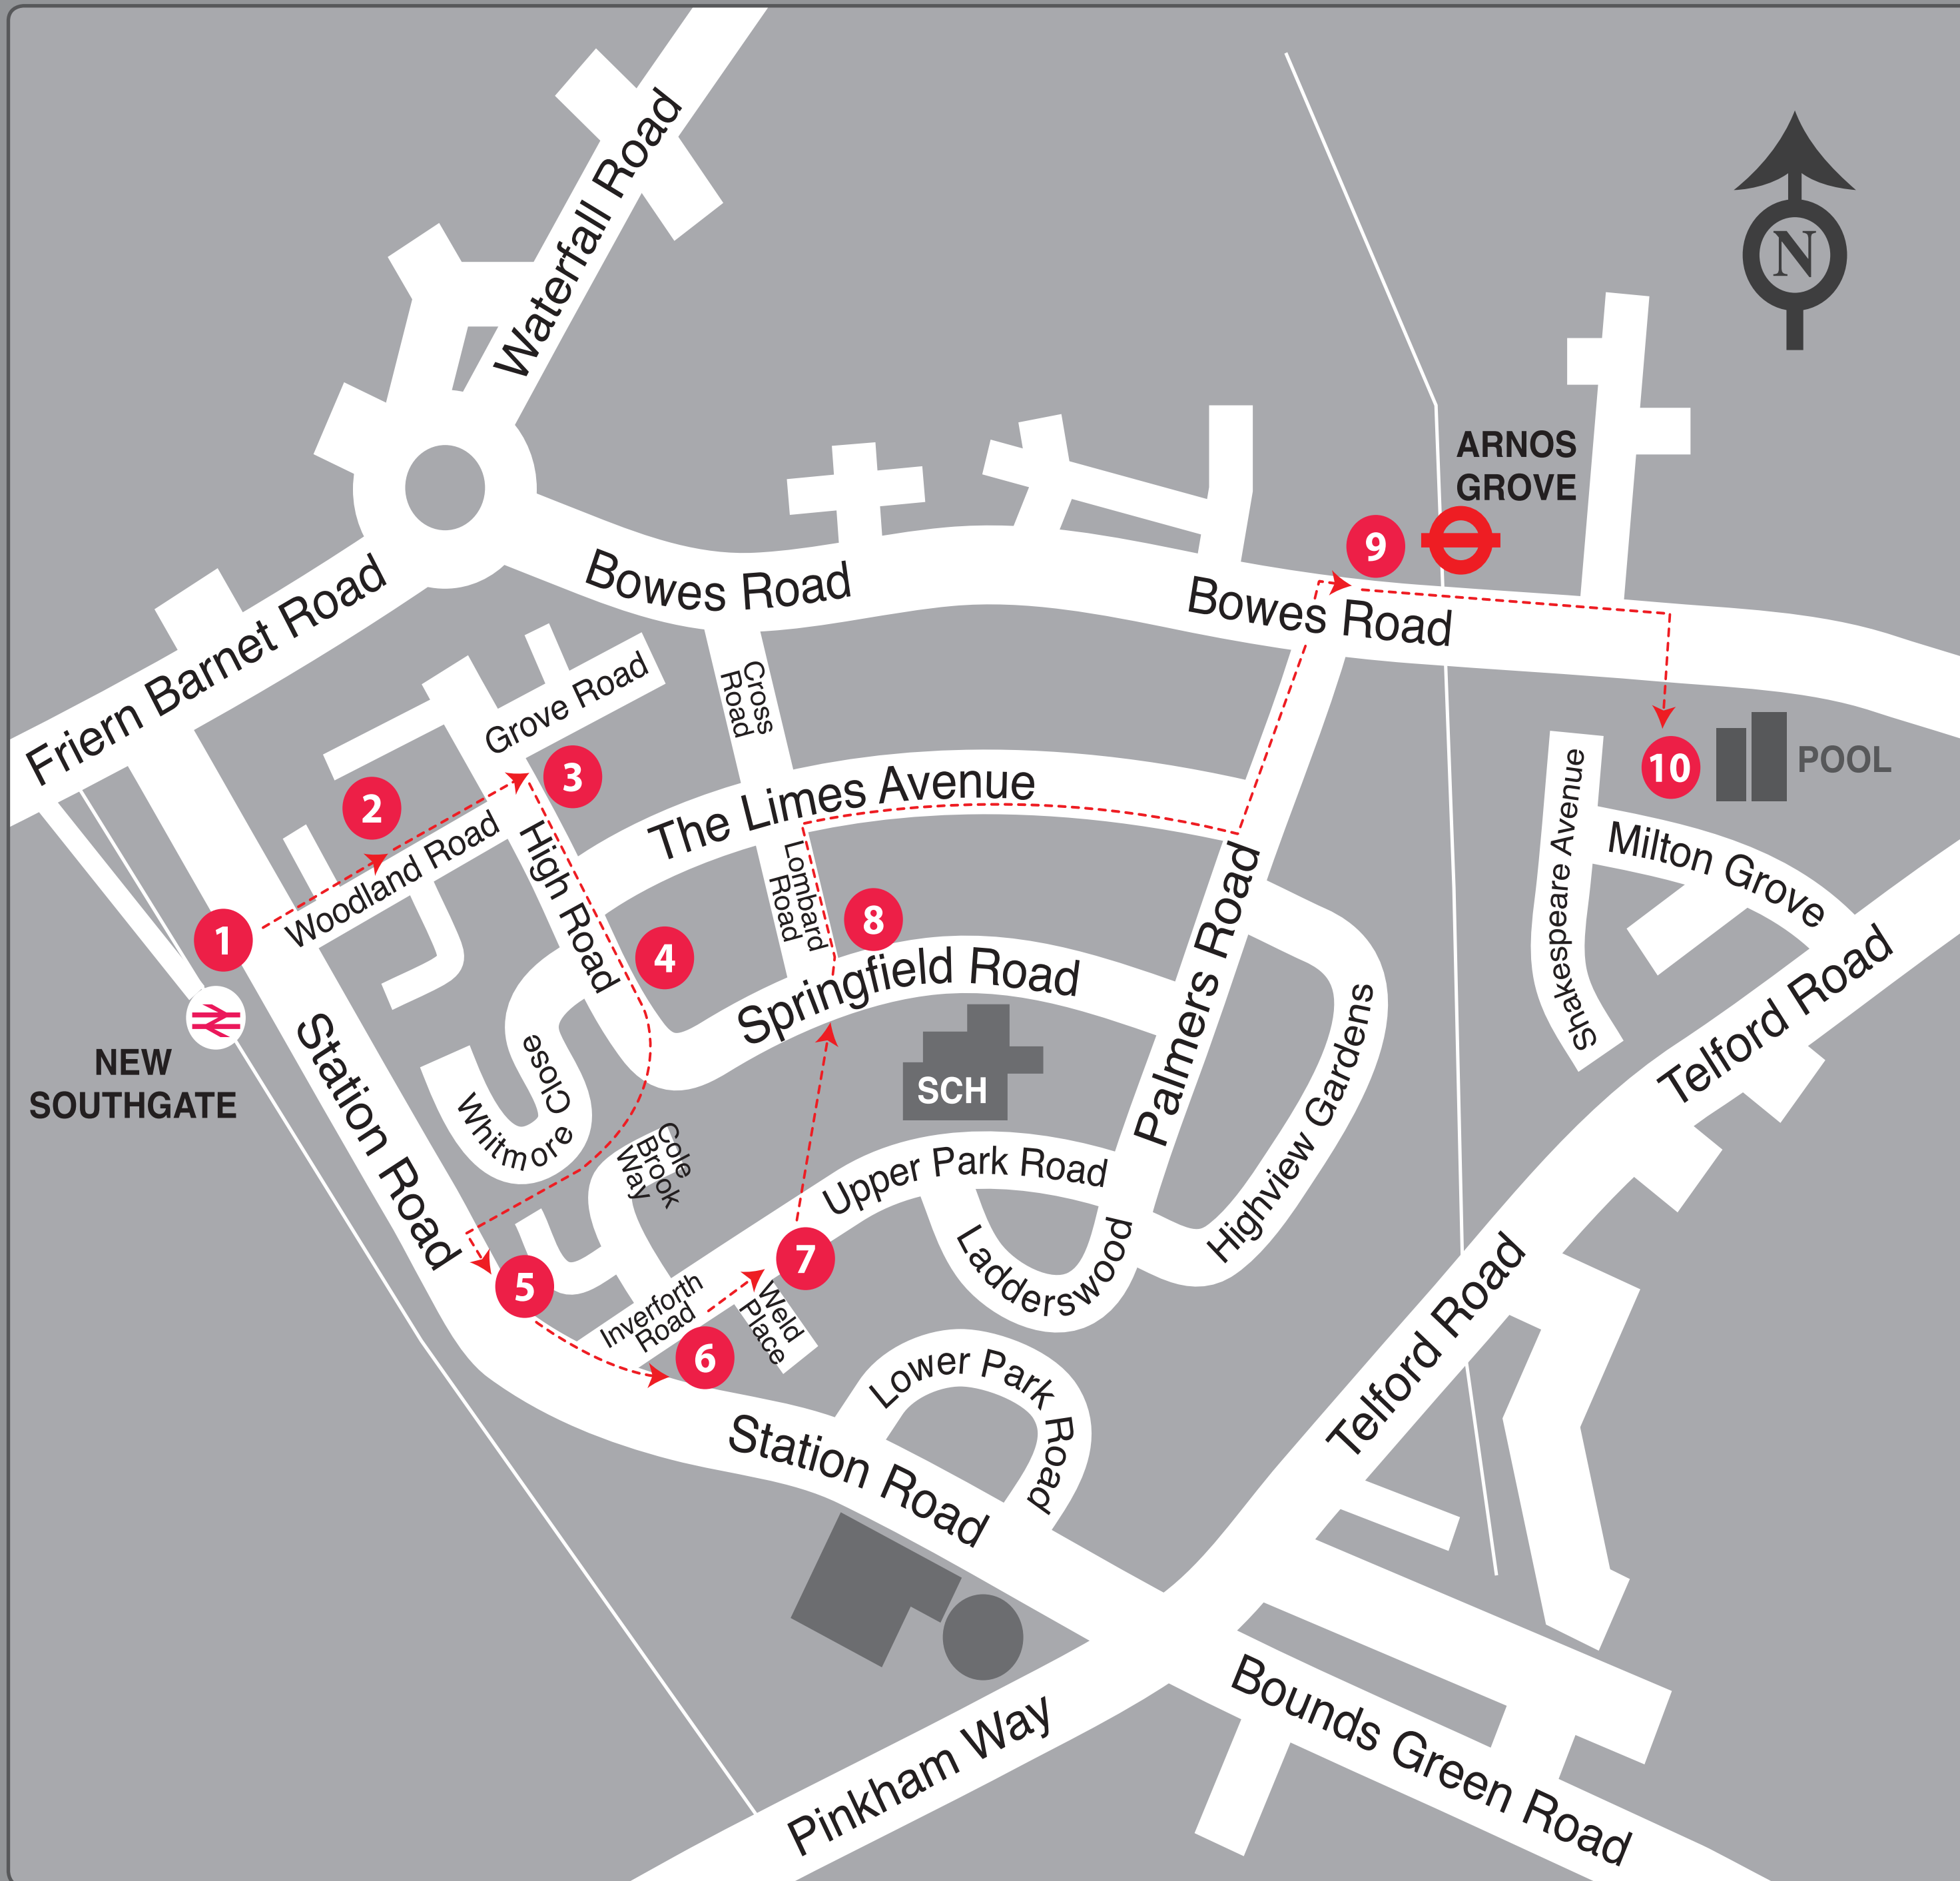 Waterfall Road
N
ARNOS
GROVE
9
Bowes Road
Bowes Road
Friern Barnet Road
Grove Road
Cross
Road
3
2
10
POOL
The Limes Avenue
Shakespeare Avenue
Milton Grove
Woodland Road
High Road
Lombard
Road
8
1
4
Springfield Road
Palmers Road
Telford Road
NEW
SOUTHGATE
Station Road
Whitmore Close
SCH
Highview Gardens
Cole
Brook
Way
Upper Park Road
7
5
Ladderswood
Inverforth
Road
Weld
Place
6
Lower Park Road
Telford Road
Station Road
Pinkham Way
Bounds Green Road